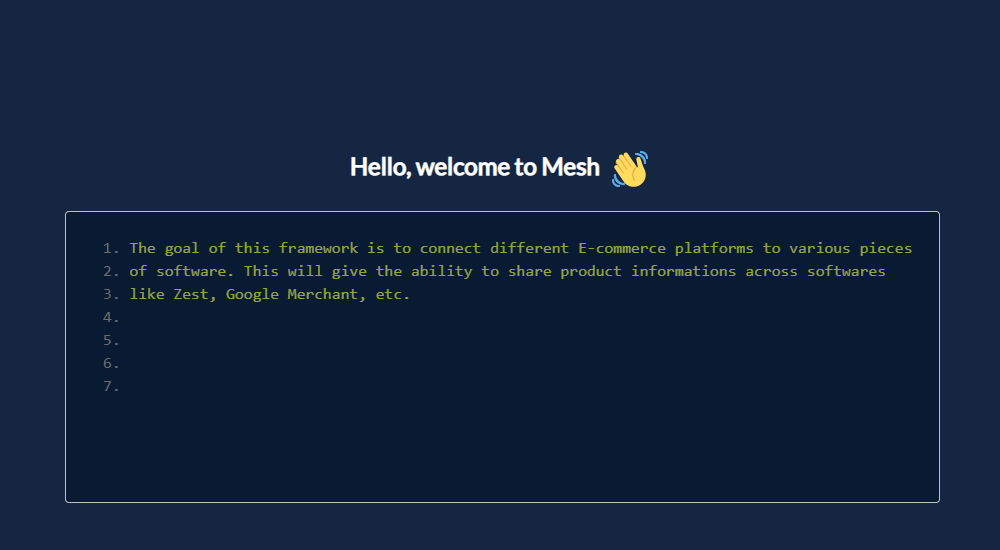 Hello, welcome to Mesh 👋
1. The goal of this framework is to connect different E-commerce platforms to various pieces
2. of software. This will give the ability to share product informations across softwares
3. like Zest, Google Merchant, etc.
4.
5.
6.
7.